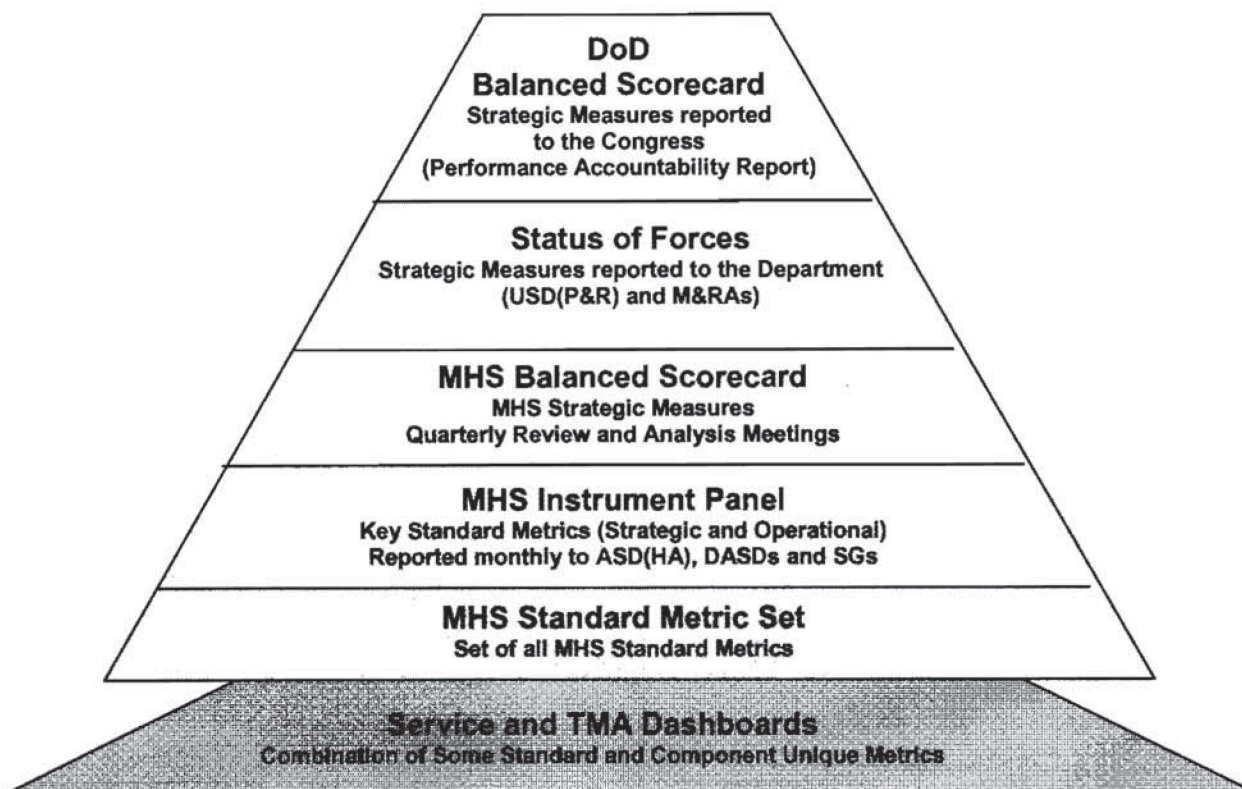 DoD
Balanced Scorecard
Strategic Measures reported
to the Congress
(Performance Accountability Report)
Status of Forces
Strategic Measures reported to the Department
(USD(P&R) and M&RAs)
MHS Balanced Scorecard
MHS Strategic Measures
Quarterly Review and Analysis Meetings
MHS Instrument Panel
Key Standard Metrics (Strategic and Operational)
Reported monthly to ASD(HA), DASDs and SGs
MHS Standard Metric Set
Set of all MHS Standard Metrics
Service and TMA Dashboards
Combination of Some Standard and Component Unique Metrics